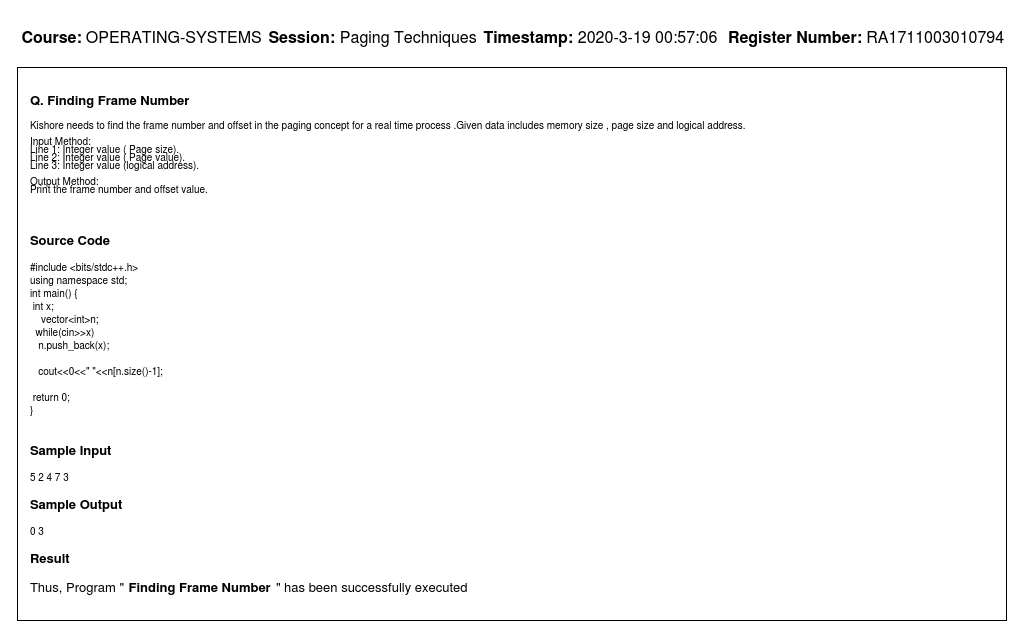 Course: OPERATING-SYSTEMS Session: Paging Techniques Timestamp: 2020-3-19 00:57:06 Register Number: RA1711003010794
Q. Finding Frame Number
Kishore needs to find the frame number and offset in the paging concept for a real time process .Given data includes memory size , page size and logical address.
Input Method:
Line 1: Integer value ( Page size).
Line 2: Integer value ( Page value).
Line 3: Integer value (logical address).
Output Method:
Print the frame number and offset value.
Source Code
#include <bits/stdc++.h>
using namespace std;
int main() {
int x;
vector<int>n;
while(cin>>x)
n.push_back(x);
cout<<0<<" "<<n[n.size()-1];
return 0;
}
Sample Input
5 2 4 7 3
Sample Output
0 3
Result
Thus, Program " Finding Frame Number " has been successfully executed